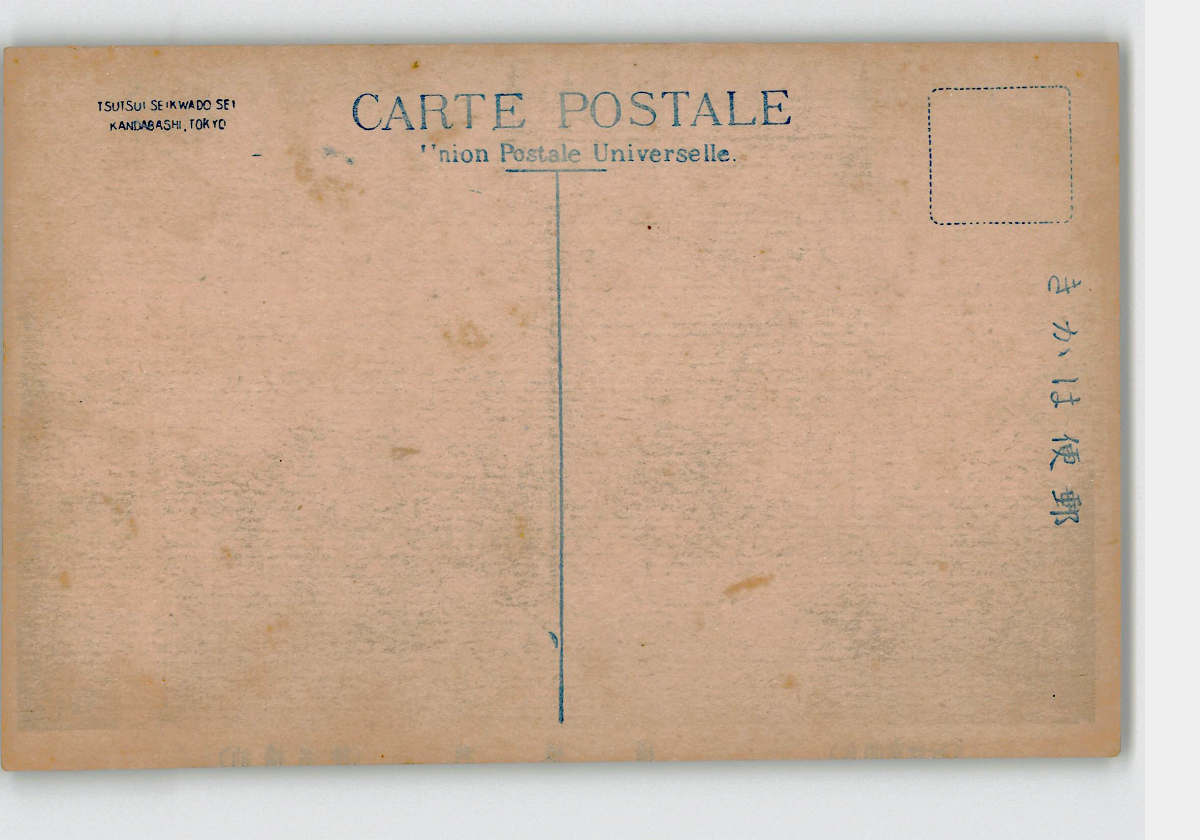 TSUTSUI SEIKWADO SEI
KANDABASHI, TOKYO
CARTE POSTALE
Union Postale Universelle.
きかは便郵